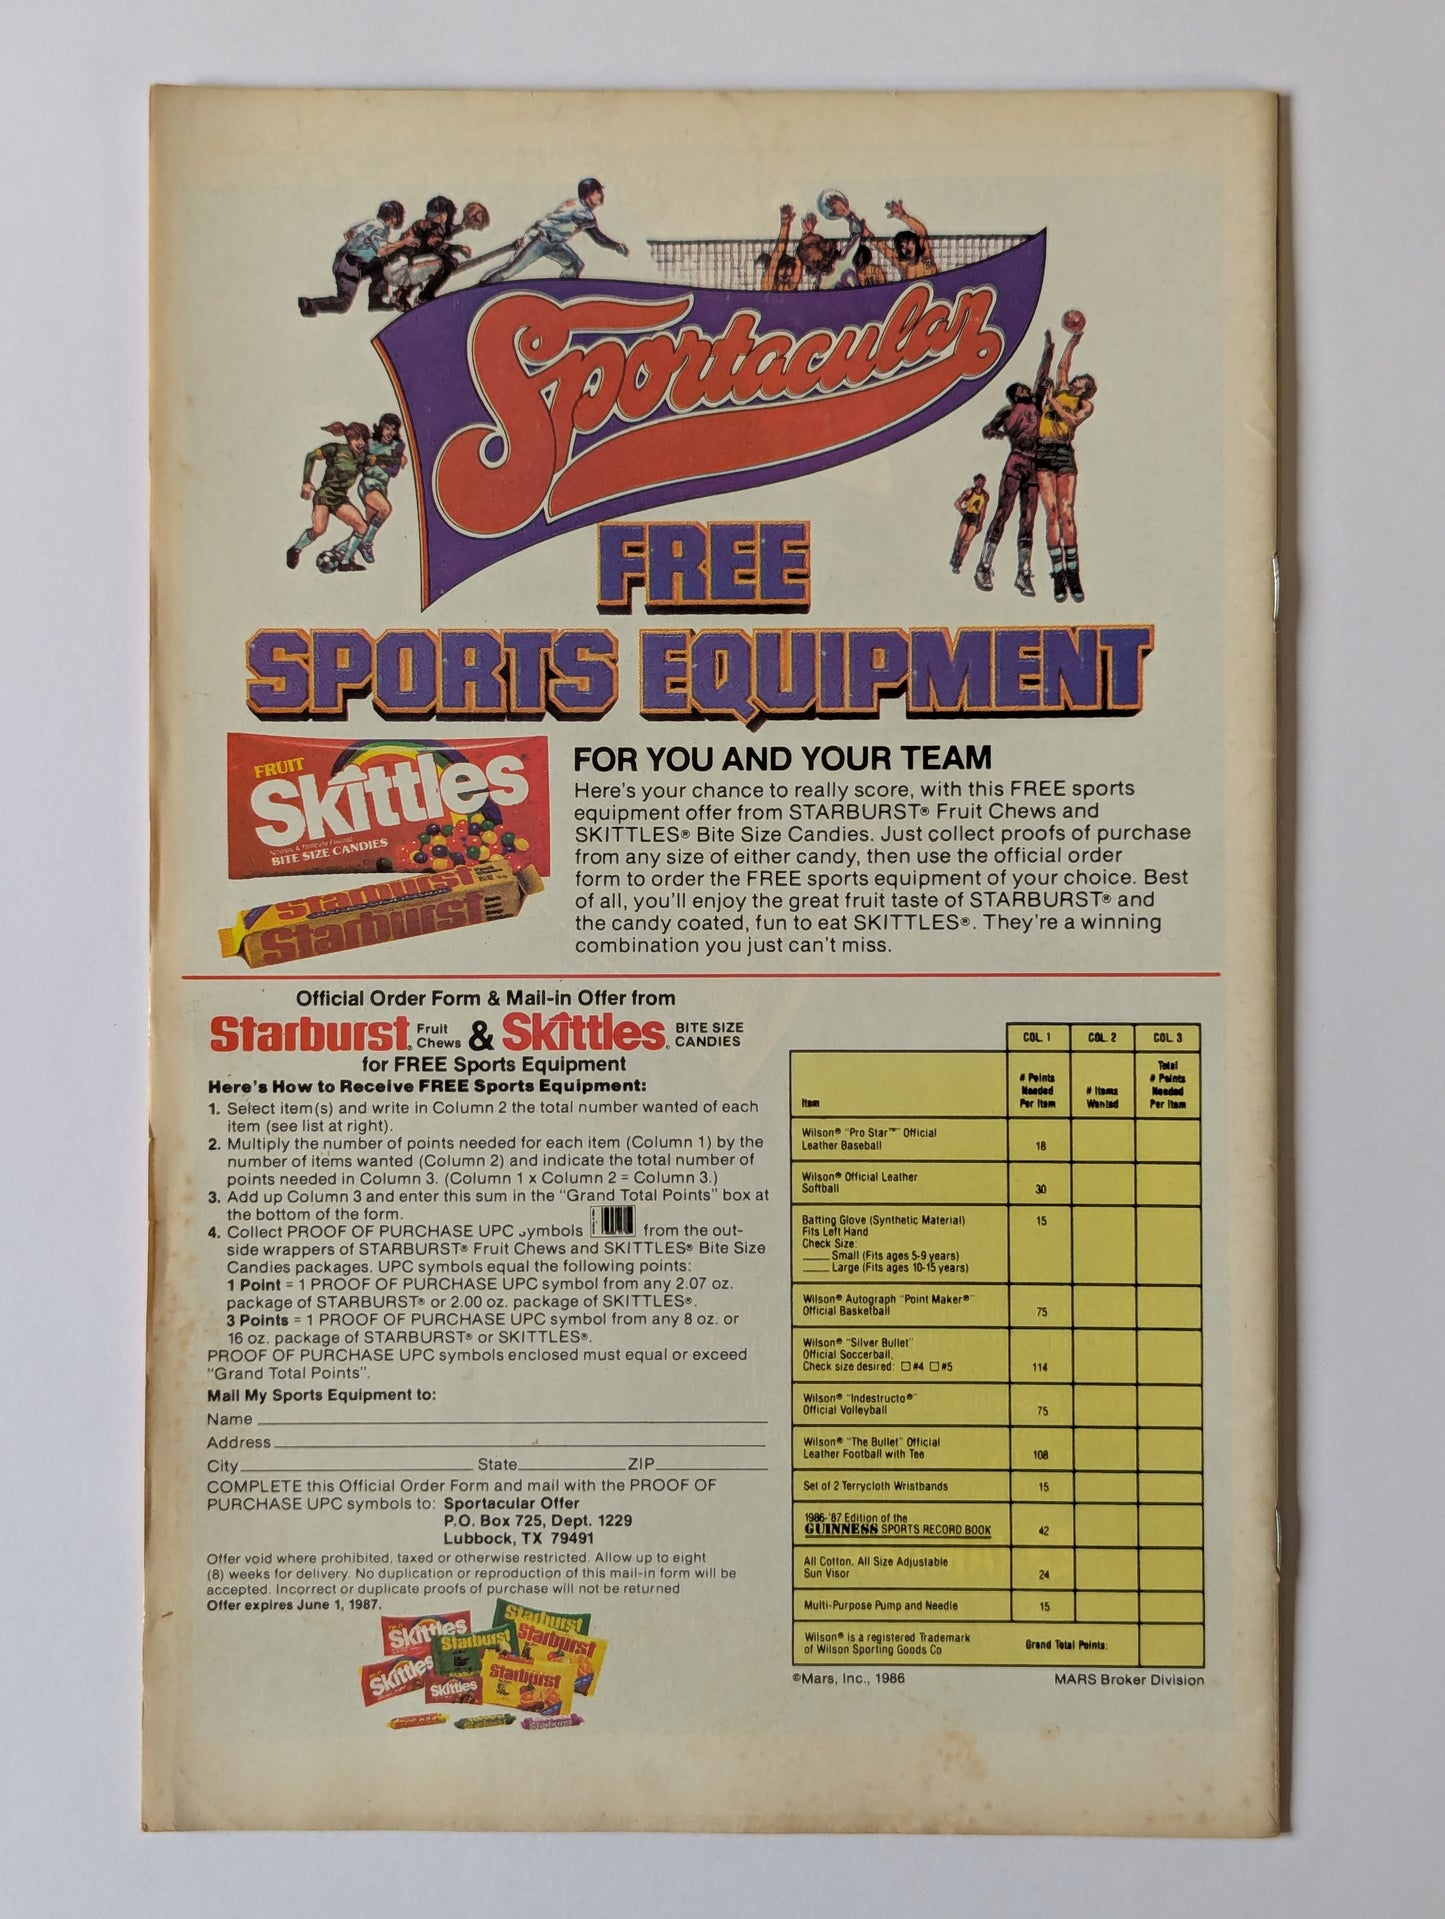 Sportacular
FREE
SPORTS EQUIPMENT
FRUIT
Skittles
BITE SIZE CANDIES
Starburst
Starburst
FOR YOU AND YOUR TEAM
Here's your chance to really score, with this FREE sports
equipment offer from STARBURST® Fruit Chews and
SKITTLES® Bite Size Candies. Just collect proofs of purchase
from any size of either candy, then use the official order
form to order the FREE sports equipment of your choice. Best
of all, you'll enjoy the great fruit taste of STARBURST® and
the candy coated, fun to eat SKITTLES®. They're a winning
combination you just can't miss.
Official Order Form & Mail-in Offer from
Starburst® Fruit Chews & Skittles® BITE SIZE CANDIES
for FREE Sports Equipment
Here's How to Receive FREE Sports Equipment:
1. Select item(s) and write in Column 2 the total number wanted of each
item (see list at right).
2. Multiply the number of points needed for each item (Column 1) by the
number of items wanted (Column 2) and indicate the total number of
points needed in Column 3. (Column 1 x Column 2 = Column 3.)
3. Add up Column 3 and enter this sum in the "Grand Total Points" box at
the bottom of the form.
4. Collect PROOF OF PURCHASE UPC symbols from the out-
side wrappers of STARBURST® Fruit Chews and SKITTLES® Bite Size
Candies packages. UPC symbols equal the following points:
1 Point = 1 PROOF OF PURCHASE UPC symbol from any 2.07 oz.
package of STARBURST® or 2.00 oz. package of SKITTLES®.
3 Points = 1 PROOF OF PURCHASE UPC symbol from any 8 oz. or
16 oz. package of STARBURST® or SKITTLES®.
PROOF OF PURCHASE UPC symbols enclosed must equal or exceed
"Grand Total Points".
Mail My Sports Equipment to:
Name
Address
City State ZIP
COMPLETE this Official Order Form and mail with the PROOF OF
PURCHASE UPC symbols to: Sportacular Offer
P.O. Box 725, Dept. 1229
Lubbock, TX 79491
Offer void where prohibited, taxed or otherwise restricted. Allow up to eight
(8) weeks for delivery. No duplication or reproduction of this mail-in form will be
accepted. Incorrect or duplicate proofs of purchase will not be returned
Offer expires June 1, 1987.
Skittles
Starburst
Starburst
Starburst
Skittles
Skittles
Starburst
COL. 1 COL. 2 COL. 3
Item # Points Needed Per Item # Items Wanted Total # Points Needed Per Item
Wilson® "Pro Star™" Official
Leather Baseball 18
Wilson® Official Leather
Softball 30
Batting Glove (Synthetic Material) 15
Fits Left Hand
Check Size:
Small (Fits ages 5-9 years)
Large (Fits ages 10-15 years)
Wilson® Autograph "Point Maker®"
Official Basketball 75
Wilson® "Silver Bullet"
Official Soccerball,
Check size desired: #4 #5 114
Wilson® "Indestructo®"
Official Volleyball 75
Wilson® "The Bullet" Official
Leather Football with Tee 108
Set of 2 Terrycloth Wristbands 15
1986-'87 Edition of the
GUINNESS SPORTS RECORD BOOK 42
All Cotton, All Size Adjustable
Sun Visor 24
Multi-Purpose Pump and Needle 15
Wilson® is a registered Trademark
of Wilson Sporting Goods Co Grand Total Points:
©Mars, Inc., 1986 MARS Broker Division